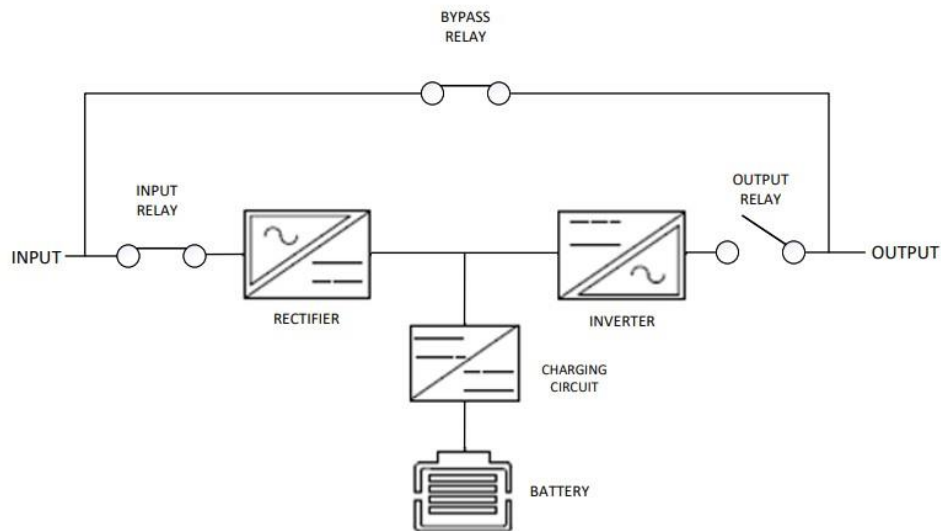 BYPASS
RELAY
INPUT
RELAY
OUTPUT
RELAY
INPUT
OUTPUT
RECTIFIER
INVERTER
CHARGING
CIRCUIT
BATTERY